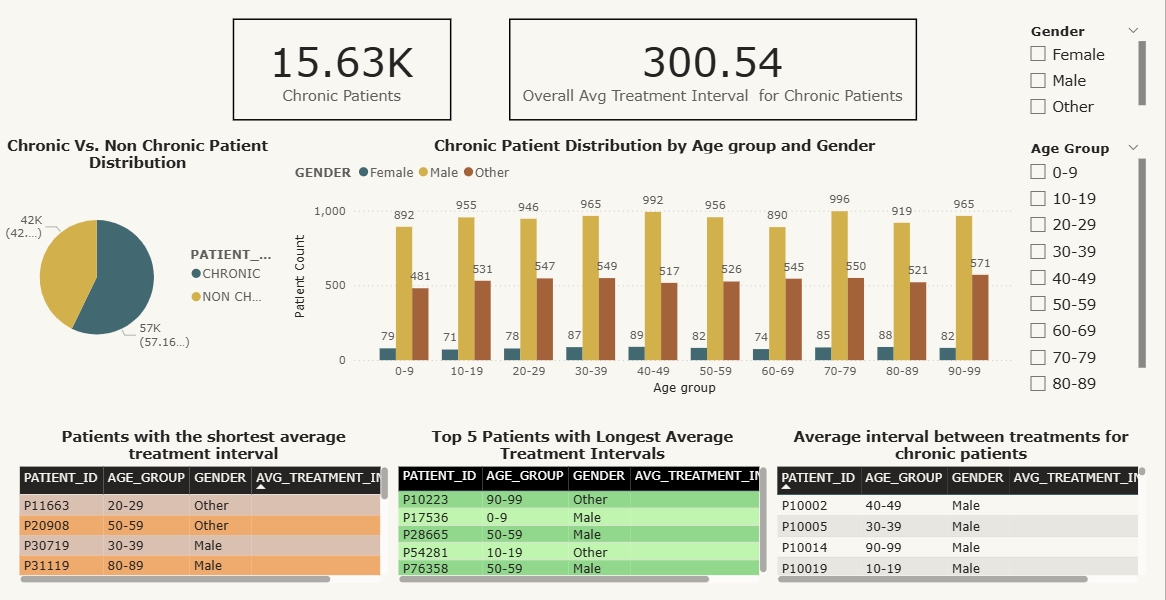 15.63K
Chronic Patients
300.54
Overall Avg Treatment Interval for Chronic Patients
Gender
Female
Male
Other
Chronic Vs. Non Chronic Patient
Distribution
42K
(42....)
PATIENT_...
CHRONIC
NON CH...
57K
(57.16...)
Chronic Patient Distribution by Age group and Gender
GENDER Female Male Other
Patient Count
1,000
500
0
79 892 481
71 955 531
78 946 547
87 965 549
89 992 517
82 956 526
74 890 545
85 996 550
88 919 521
82 965 571
0-9 10-19 20-29 30-39 40-49 50-59 60-69 70-79 80-89 90-99
Age group
Age Group
0-9
10-19
20-29
30-39
40-49
50-59
60-69
70-79
80-89
Patients with the shortest average
treatment interval
PATIENT_ID AGE_GROUP GENDER AVG_TREATMENT_IN
P11663 20-29 Other
P20908 50-59 Other
P30719 30-39 Male
P31119 80-89 Male
Top 5 Patients with Longest Average
Treatment Intervals
PATIENT_ID AGE_GROUP GENDER AVG_TREATMENT_IN
P10223 90-99 Other
P17536 0-9 Male
P28665 50-59 Male
P54281 10-19 Other
P76358 50-59 Male
Average interval between treatments for
chronic patients
PATIENT_ID AGE_GROUP GENDER AVG_TREATMENT_IN
P10002 40-49 Male
P10005 30-39 Male
P10014 90-99 Male
P10019 10-19 Male